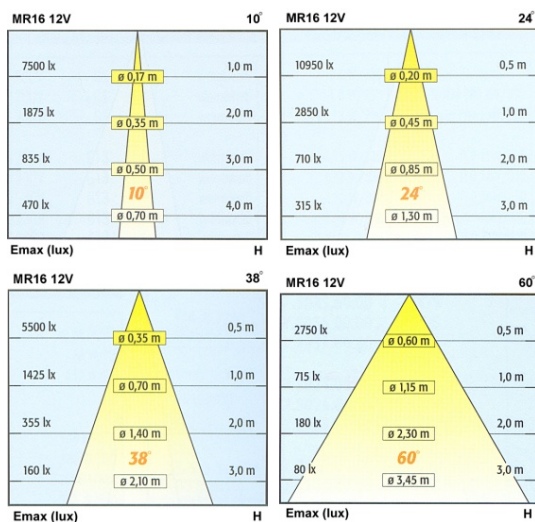 MR16 12V 10°
7500 lx ø 0,17 m 1,0 m
1875 lx ø 0,35 m 2,0 m
835 lx ø 0,50 m 3,0 m
10°
470 lx ø 0,70 m 4,0 m
Emax (lux) H
MR16 12V 24°
10950 lx ø 0,20 m 0,5 m
2850 lx ø 0,45 m 1,0 m
710 lx ø 0,85 m 2,0 m
24°
315 lx ø 1,30 m 3,0 m
Emax (lux) H
MR16 12V 38°
5500 lx ø 0,35 m 0,5 m
1425 lx ø 0,70 m 1,0 m
355 lx ø 1,40 m 2,0 m
38°
160 lx ø 2,10 m 3,0 m
Emax (lux) H
MR16 12V 60°
2750 lx ø 0,60 m 0,5 m
715 lx ø 1,15 m 1,0 m
180 lx ø 2,30 m 2,0 m
60°
80 lx ø 3,45 m 3,0 m
Emax (lux) H